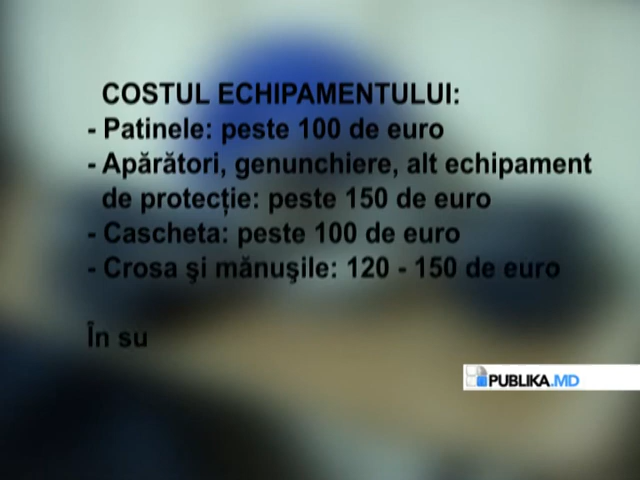 COSTUL ECHIPAMENTULUI:
- Patinele: peste 100 de euro
- Apărători, genunchiere, alt echipament
de protecție: peste 150 de euro
- Cascheta: peste 100 de euro
- Crosa şi mănuşile: 120 - 150 de euro
În su
PUBLIKA.MD